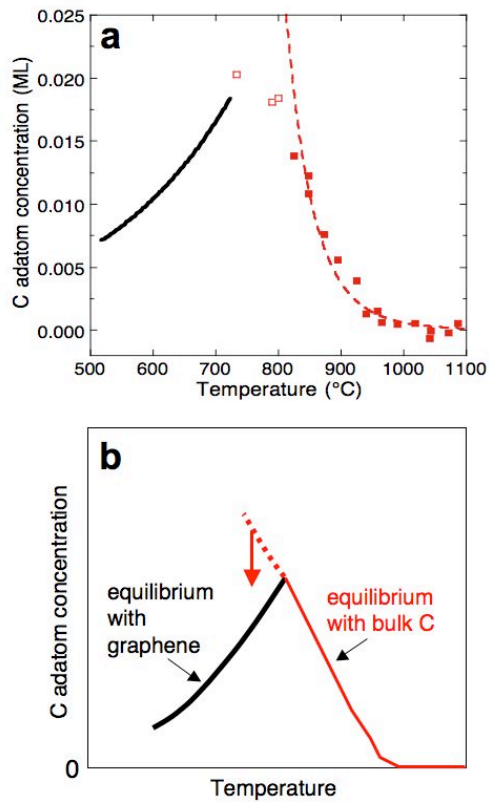 a
0.025
0.020
0.015
0.010
0.005
0.000
C adatom concentration (ML)
500 600 700 800 900 1000 1100
Temperature (°C)
b
C adatom concentration
equilibrium
with
graphene
equilibrium
with bulk C
0
Temperature